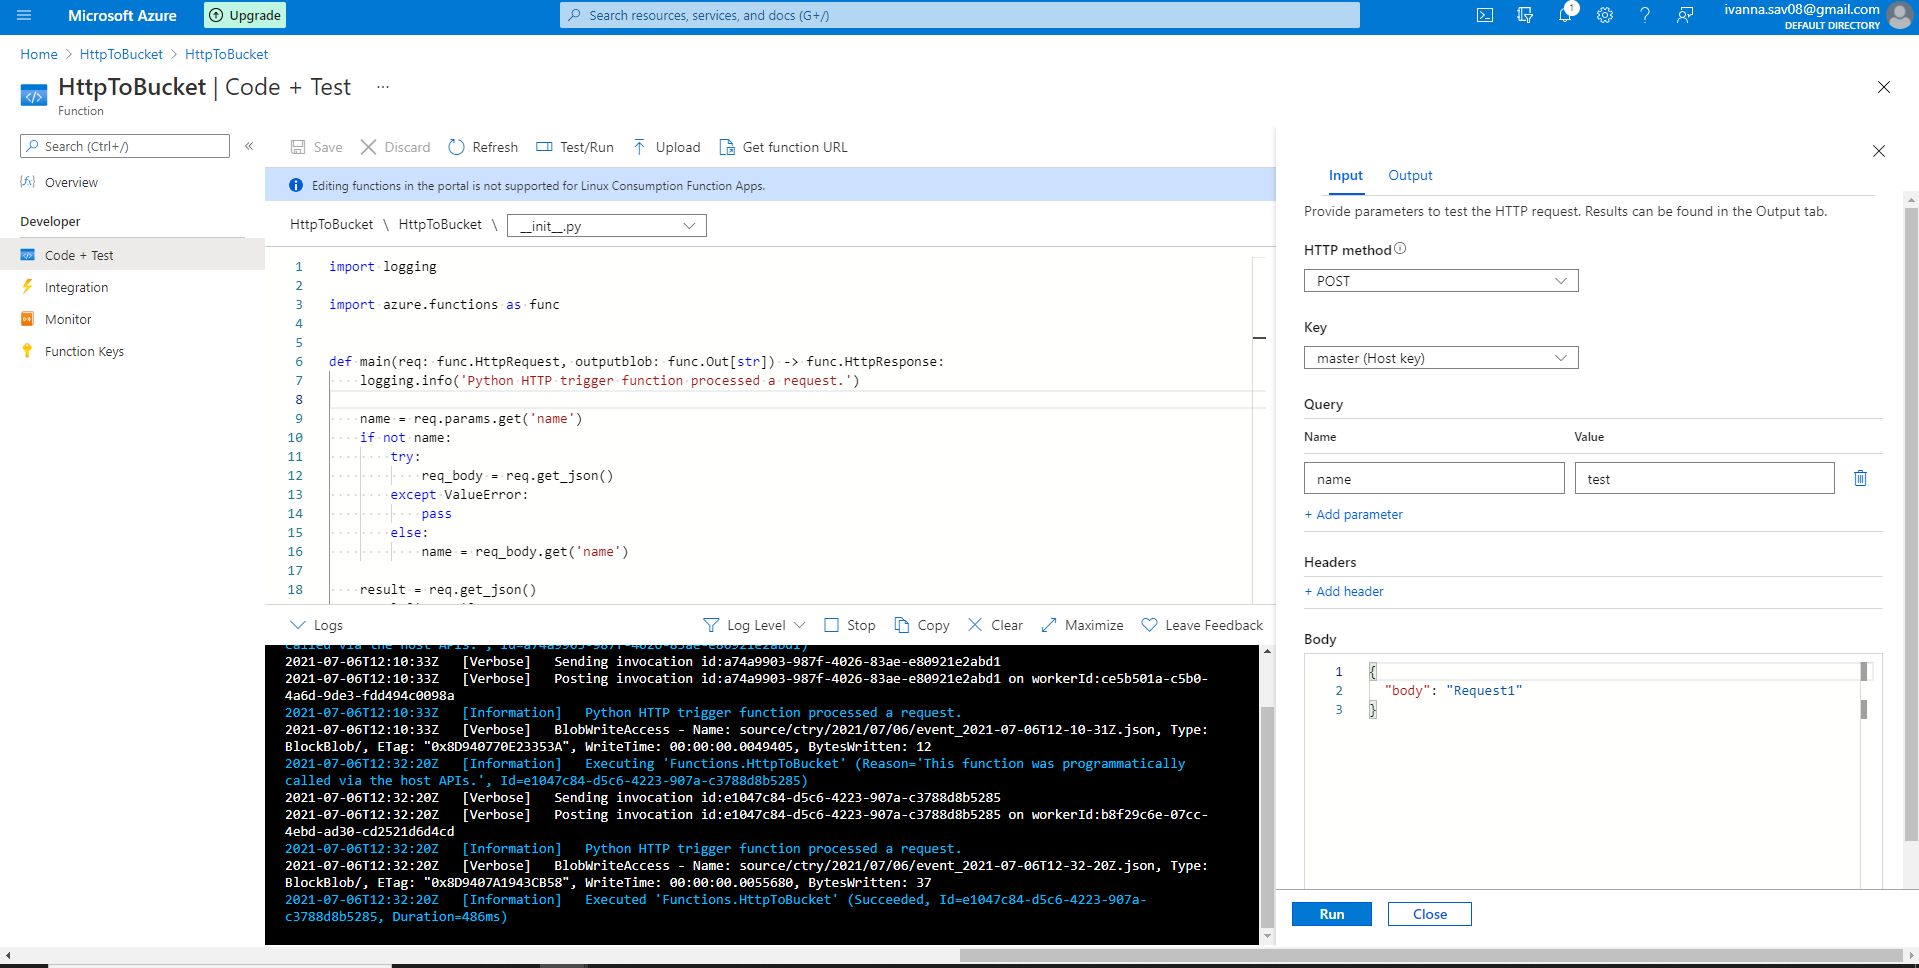 Microsoft Azure
Upgrade
Search resources, services, and docs (G+/)
1
ivanna.sav08@gmail.com
DEFAULT DIRECTORY
Home > HttpToBucket > HttpToBucket
HttpToBucket | Code + Test ...
Function
Search (Ctrl+/)
«
Overview
Developer
Code + Test
Integration
Monitor
Function Keys
Save Discard Refresh Test/Run Upload Get function URL
Editing functions in the portal is not supported for Linux Consumption Function Apps.
HttpToBucket \ HttpToBucket \ __init__.py
1 import logging
2
3 import azure.functions as func
4
5
6 def main(req: func.HttpRequest, outputblob: func.Out[str]) -> func.HttpResponse:
7 logging.info('Python HTTP trigger function processed a request.')
8
9 name = req.params.get('name')
10 if not name:
11 try:
12 req_body = req.get_json()
13 except ValueError:
14 pass
15 else:
16 name = req_body.get('name')
17
18 result = req.get_json()
Logs
Log Level Stop Copy Clear Maximize Leave Feedback
called via the host APIs.', Id=a74a9903-987f-4026-83ae-e80921e2abd1)
2021-07-06T12:10:33Z [Verbose] Sending invocation id:a74a9903-987f-4026-83ae-e80921e2abd1
2021-07-06T12:10:33Z [Verbose] Posting invocation id:a74a9903-987f-4026-83ae-e80921e2abd1 on workerId:ce5b501a-c5b0-
4a6d-9de3-fdd494c0098a
2021-07-06T12:10:33Z [Information] Python HTTP trigger function processed a request.
2021-07-06T12:10:33Z [Verbose] BlobWriteAccess - Name: source/ctry/2021/07/06/event_2021-07-06T12-10-31Z.json, Type:
BlockBlob/, ETag: "0x8D940770E23353A", WriteTime: 00:00:00.0049405, BytesWritten: 12
2021-07-06T12:32:20Z [Information] Executing 'Functions.HttpToBucket' (Reason='This function was programmatically
called via the host APIs.', Id=e1047c84-d5c6-4223-907a-c3788d8b5285)
2021-07-06T12:32:20Z [Verbose] Sending invocation id:e1047c84-d5c6-4223-907a-c3788d8b5285
2021-07-06T12:32:20Z [Verbose] Posting invocation id:e1047c84-d5c6-4223-907a-c3788d8b5285 on workerId:b8f29c6e-07cc-
4ebd-ad30-cd2521d6d4cd
2021-07-06T12:32:20Z [Information] Python HTTP trigger function processed a request.
2021-07-06T12:32:20Z [Verbose] BlobWriteAccess - Name: source/ctry/2021/07/06/event_2021-07-06T12-32-20Z.json, Type:
BlockBlob/, ETag: "0x8D9407A1943CB58", WriteTime: 00:00:00.0055680, BytesWritten: 37
2021-07-06T12:32:20Z [Information] Executed 'Functions.HttpToBucket' (Succeeded, Id=e1047c84-d5c6-4223-907a-
c3788d8b5285, Duration=486ms)
Input Output
Provide parameters to test the HTTP request. Results can be found in the Output tab.
HTTP method
POST
Key
master (Host key)
Query
Name Value
name test
+ Add parameter
Headers
+ Add header
Body
1 {
2 "body": "Request1"
3 }
Run Close